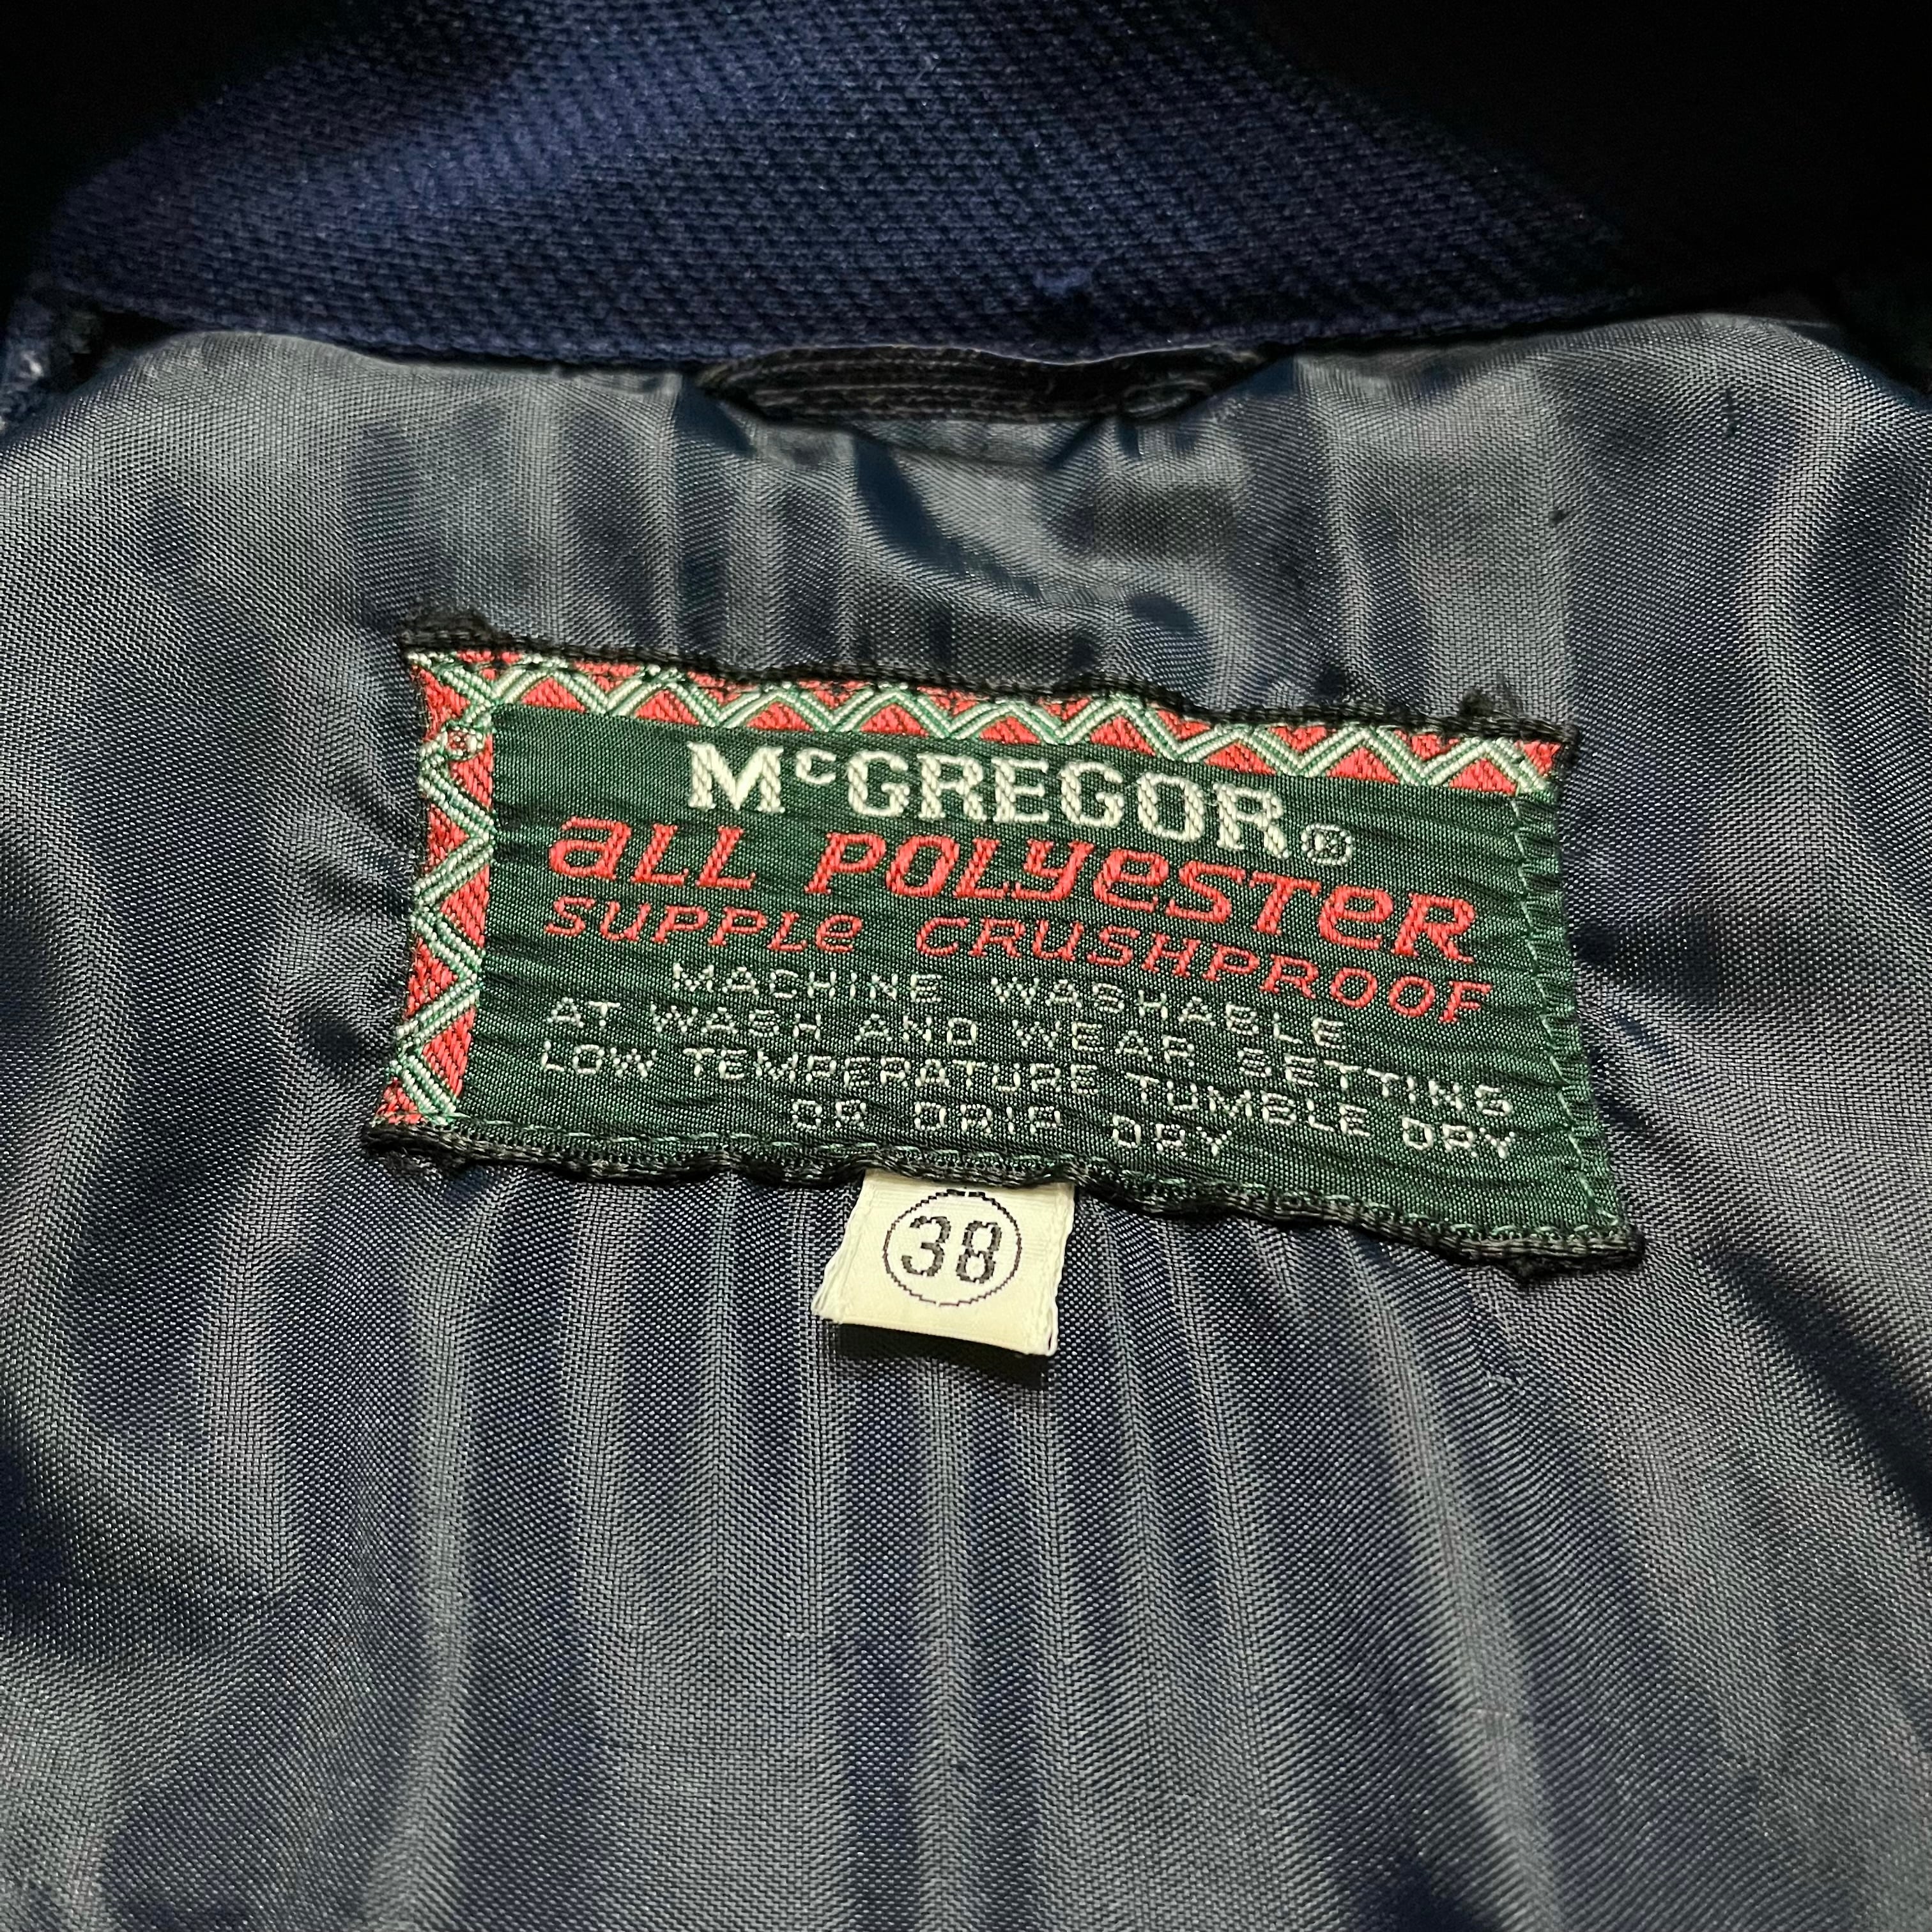 McGREGOR®
aLL POLYeSTeR
SUPPLe CRUSHPROOF
MACHINE WASHABLE
AT WASH AND WEAR SETTING
LOW TEMPERATURE TUMBLE DRY
OR DRIP DRY
38